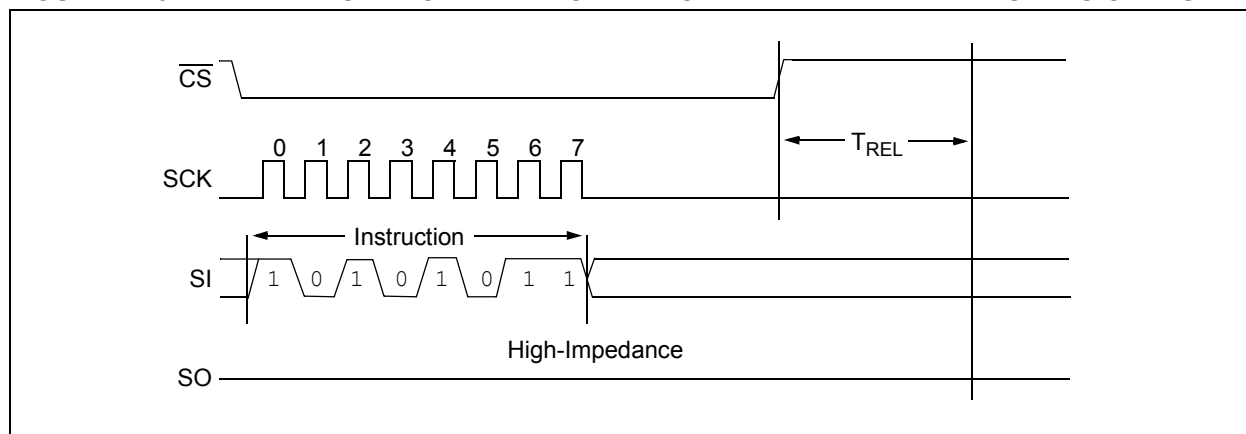 CS
TREL
0 1 2 3 4 5 6 7
SCK
Instruction
SI 1 0 1 0 1 0 1 1
High-Impedance
SO